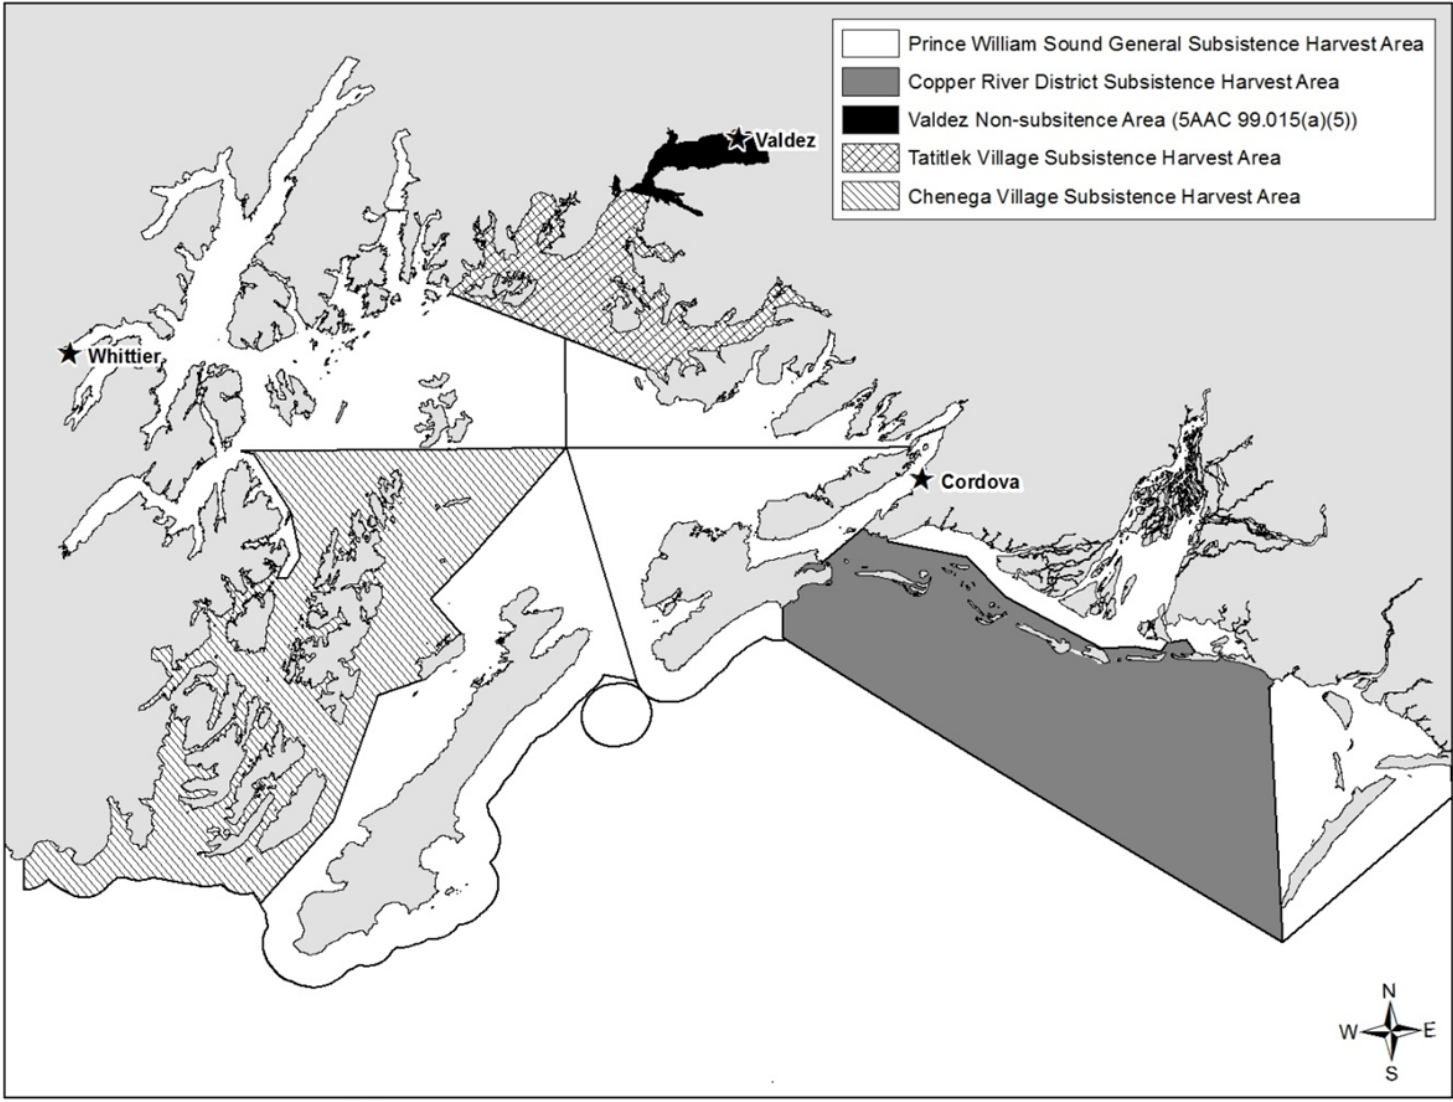 Prince William Sound General Subsistence Harvest Area
Copper River District Subsistence Harvest Area
Valdez Non-subsitence Area (5AAC 99.015(a)(5))
Tatitlek Village Subsistence Harvest Area
Chenega Village Subsistence Harvest Area
Valdez
Whittier
Cordova
N
W E
S